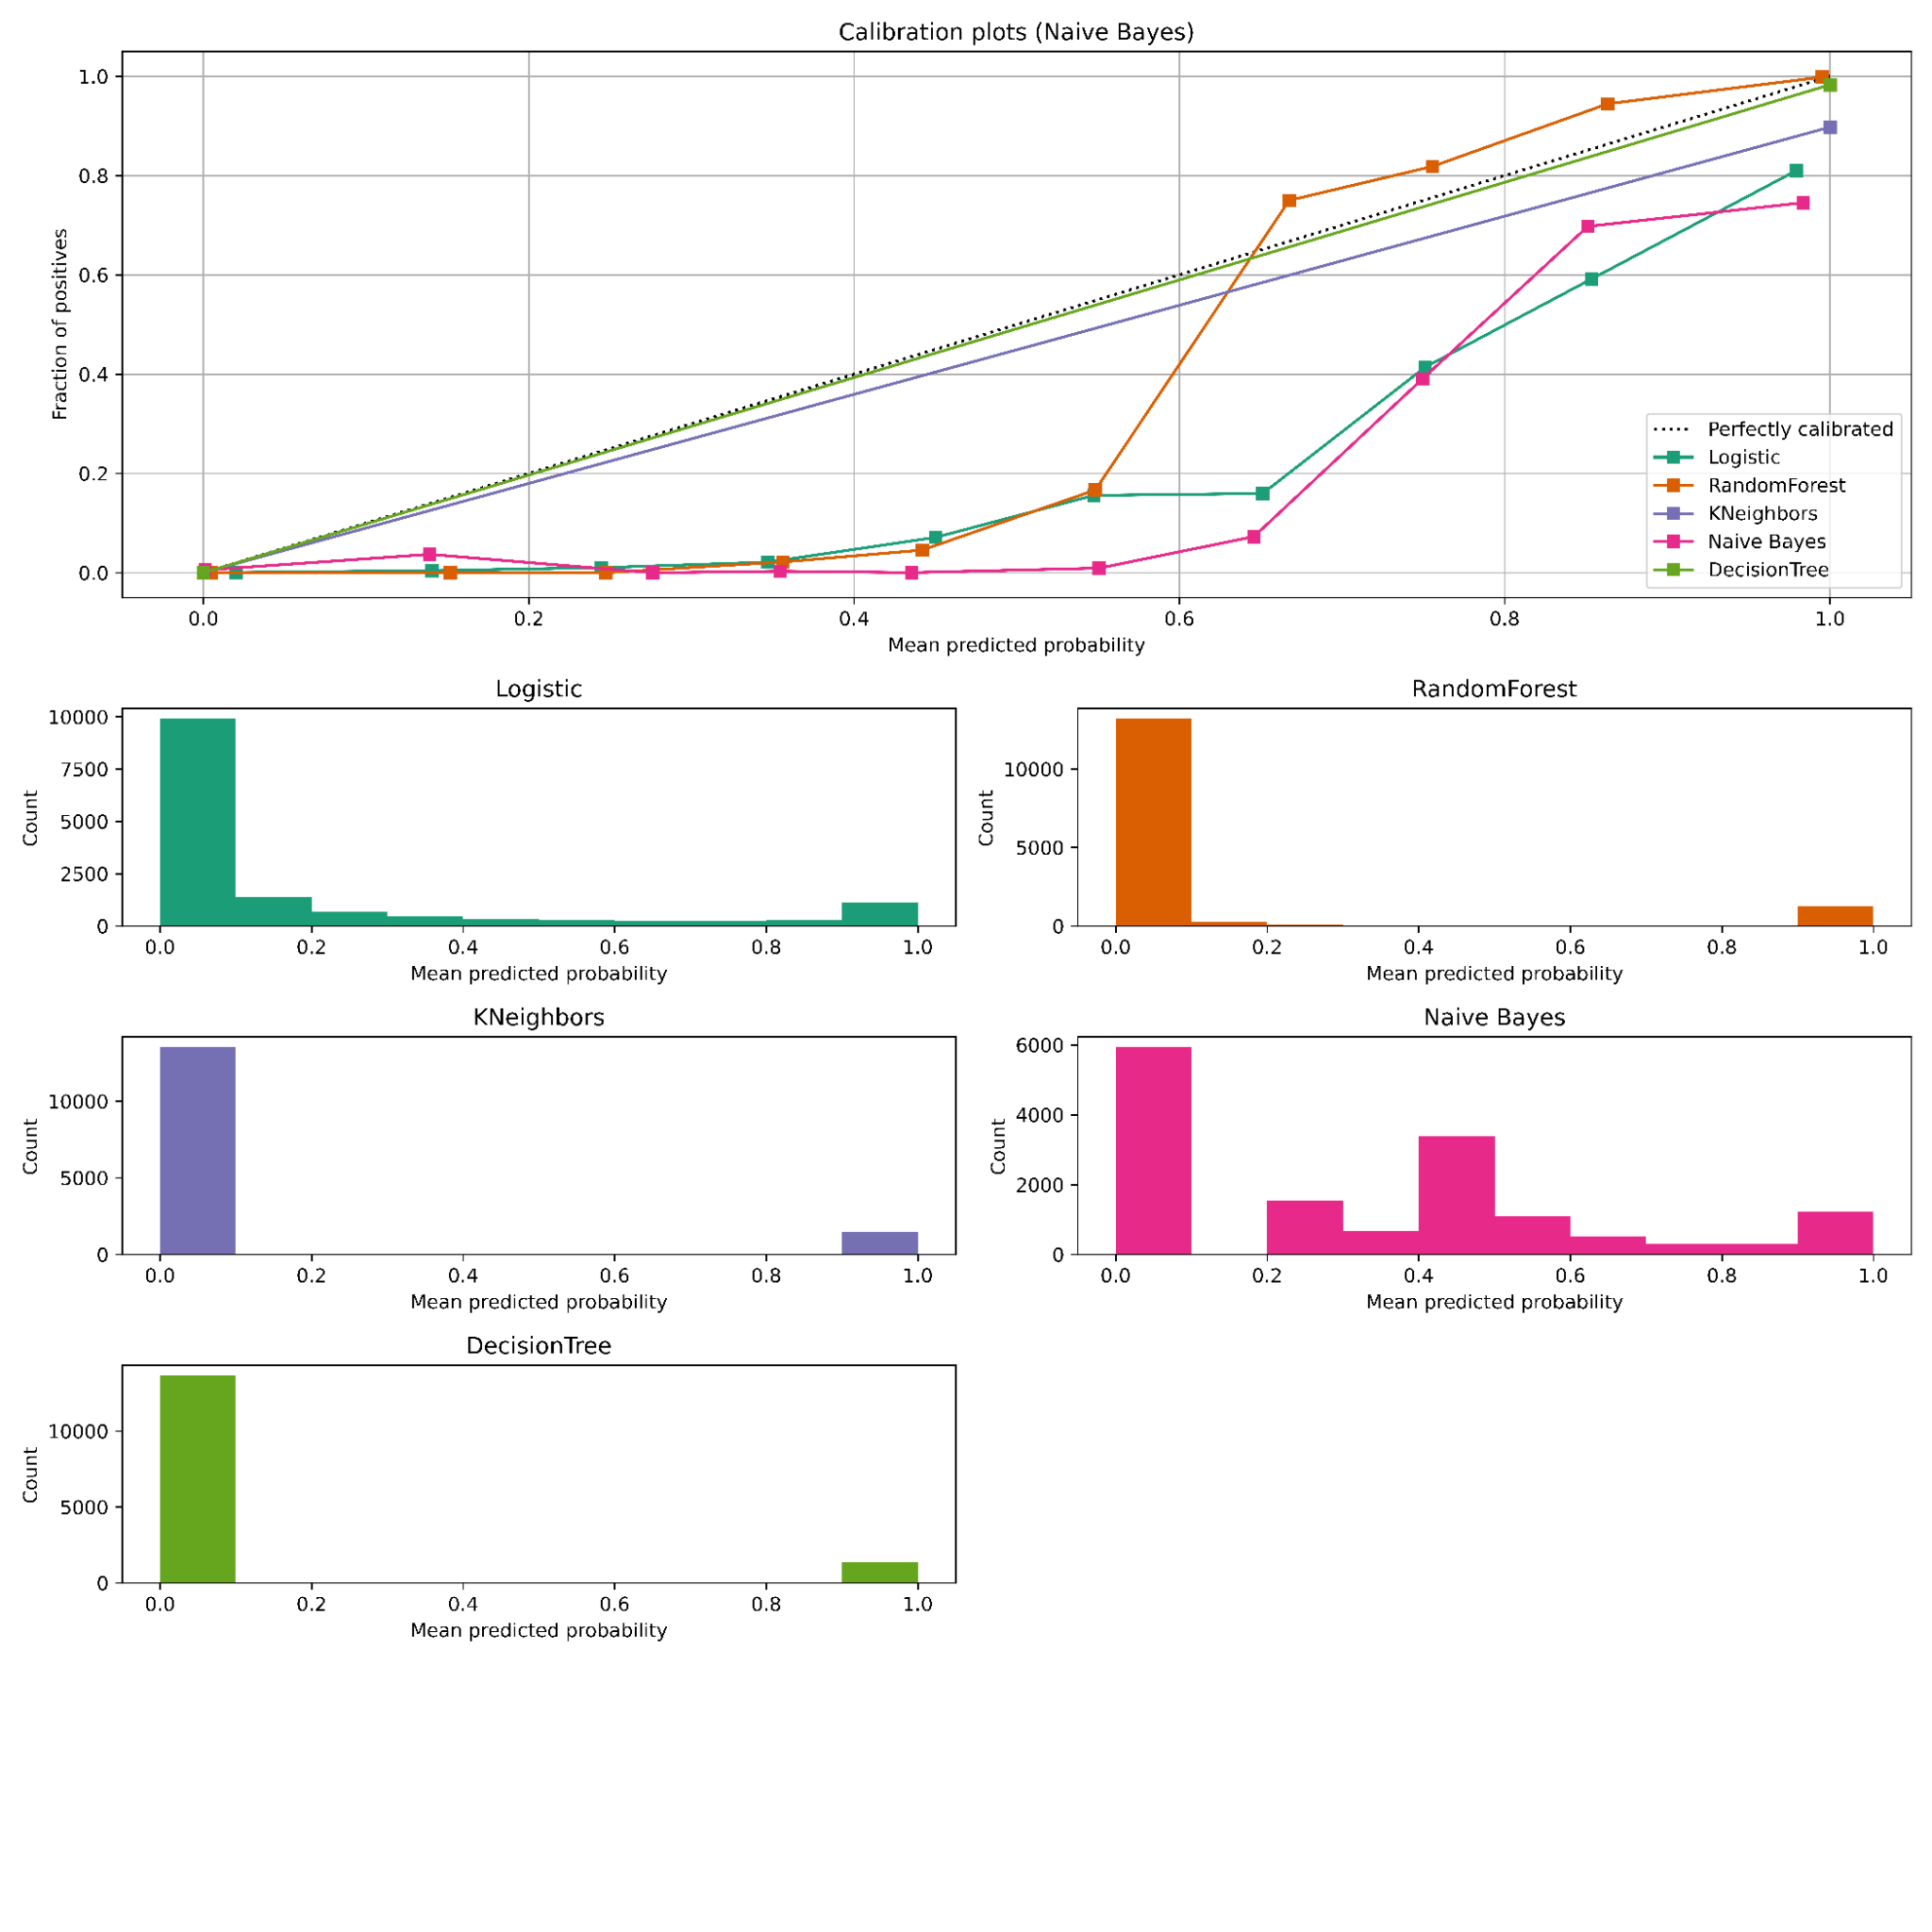 Calibration plots (Naive Bayes)
1.0
0.8
0.6
0.4
0.2
0.0
Fraction of positives
Perfectly calibrated
Logistic
RandomForest
KNeighbors
Naive Bayes
DecisionTree
0.0 0.2 0.4 0.6 0.8 1.0
Mean predicted probability
Logistic
10000
7500
5000
2500
0
Count
0.0 0.2 0.4 0.6 0.8 1.0
Mean predicted probability
RandomForest
10000
5000
0
Count
0.0 0.2 0.4 0.6 0.8 1.0
Mean predicted probability
KNeighbors
10000
5000
0
Count
0.0 0.2 0.4 0.6 0.8 1.0
Mean predicted probability
Naive Bayes
6000
4000
2000
0
Count
0.0 0.2 0.4 0.6 0.8 1.0
Mean predicted probability
DecisionTree
10000
5000
0
Count
0.0 0.2 0.4 0.6 0.8 1.0
Mean predicted probability